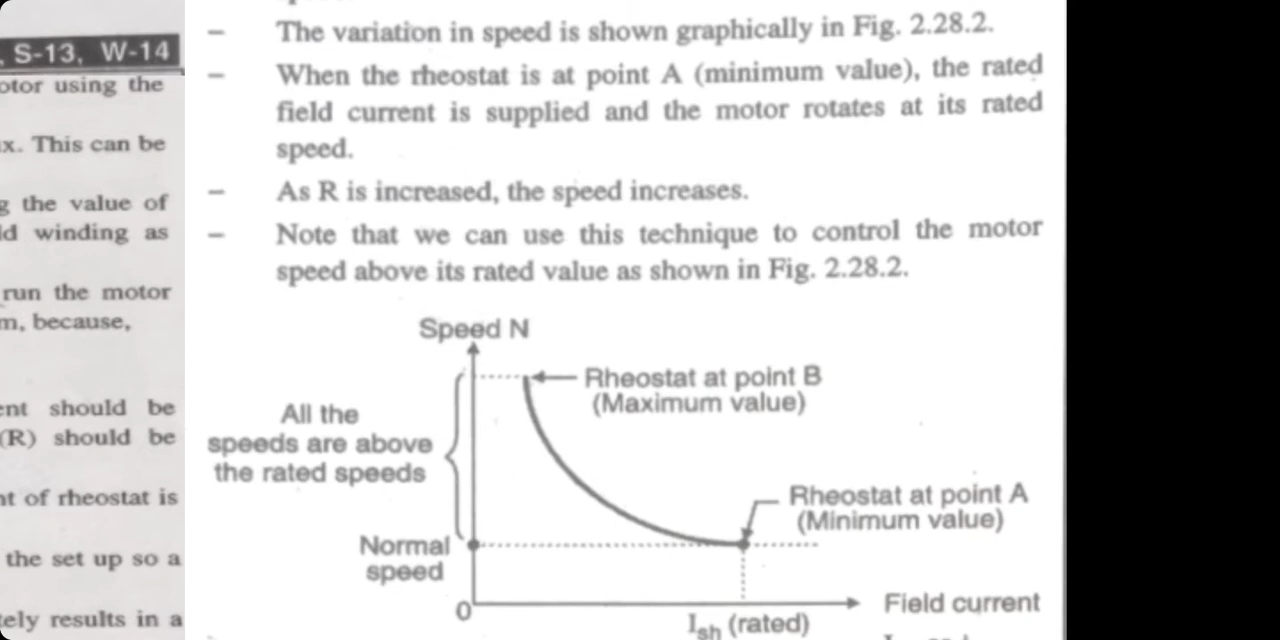 , S-13, W-14
otor using the
x. This can be
g the value of
ld winding as
run the motor
m, because,
ent should be
(R) should be
nt of rheostat is
the set up so a
tely results in a
– The variation in speed is shown graphically in Fig. 2.28.2.
– When the rheostat is at point A (minimum value), the rated
field current is supplied and the motor rotates at its rated
speed.
– As R is increased, the speed increases.
– Note that we can use this technique to control the motor
speed above its rated value as shown in Fig. 2.28.2.
Speed N
Rheostat at point B
(Maximum value)
All the
speeds are above
the rated speeds
Rheostat at point A
(Minimum value)
Normal
speed
0
Field current
I_sh (rated)